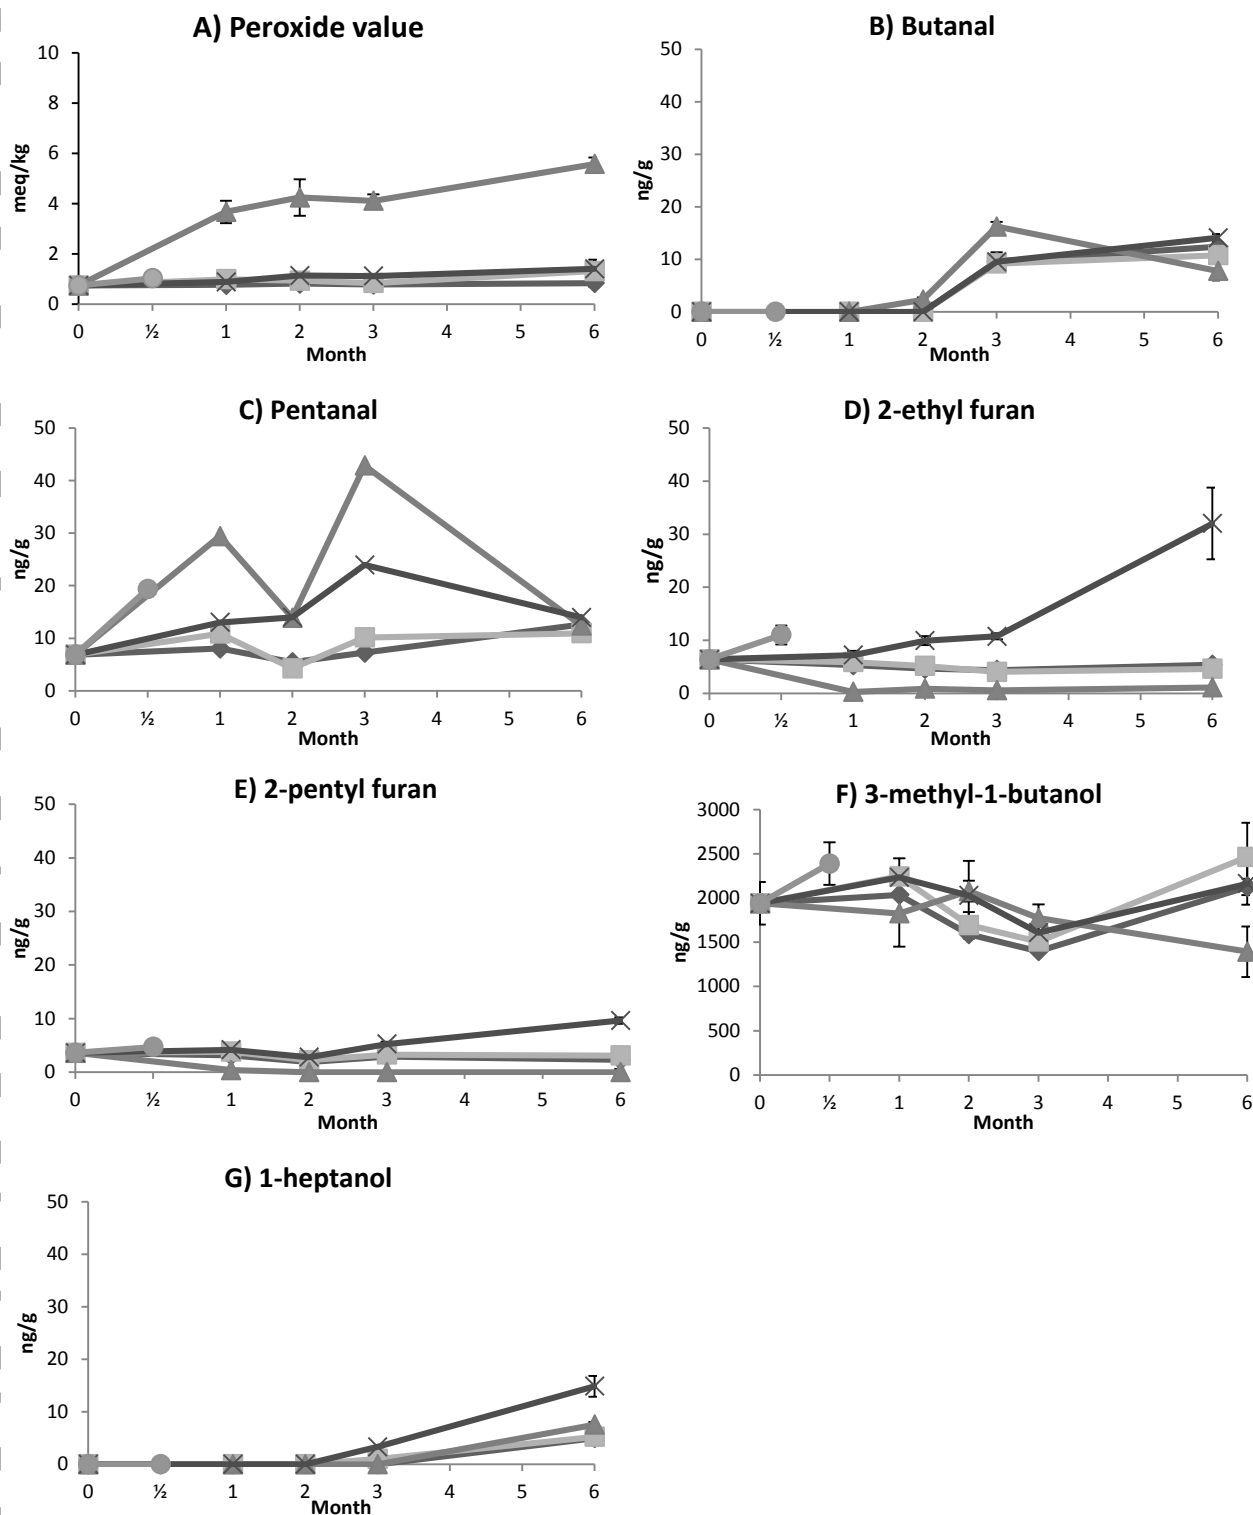 A) Peroxide value
10
8
6
4
2
0
meq/kg
0 ½ 1 2 3 4 5 6
Month
B) Butanal
50
40
30
20
10
0
ng/g
0 ½ 1 2 3 4 5 6
Month
C) Pentanal
50
40
30
20
10
0
ng/g
0 ½ 1 2 3 4 5 6
Month
D) 2-ethyl furan
50
40
30
20
10
0
ng/g
0 ½ 1 2 3 4 5 6
Month
E) 2-pentyl furan
50
40
30
20
10
0
ng/g
0 ½ 1 2 3 4 5 6
Month
F) 3-methyl-1-butanol
3000
2500
2000
1500
1000
500
0
ng/g
0 ½ 1 2 3 4 5 6
Month
G) 1-heptanol
50
40
30
20
10
0
ng/g
0 ½ 1 2 3 4 5 6
Month